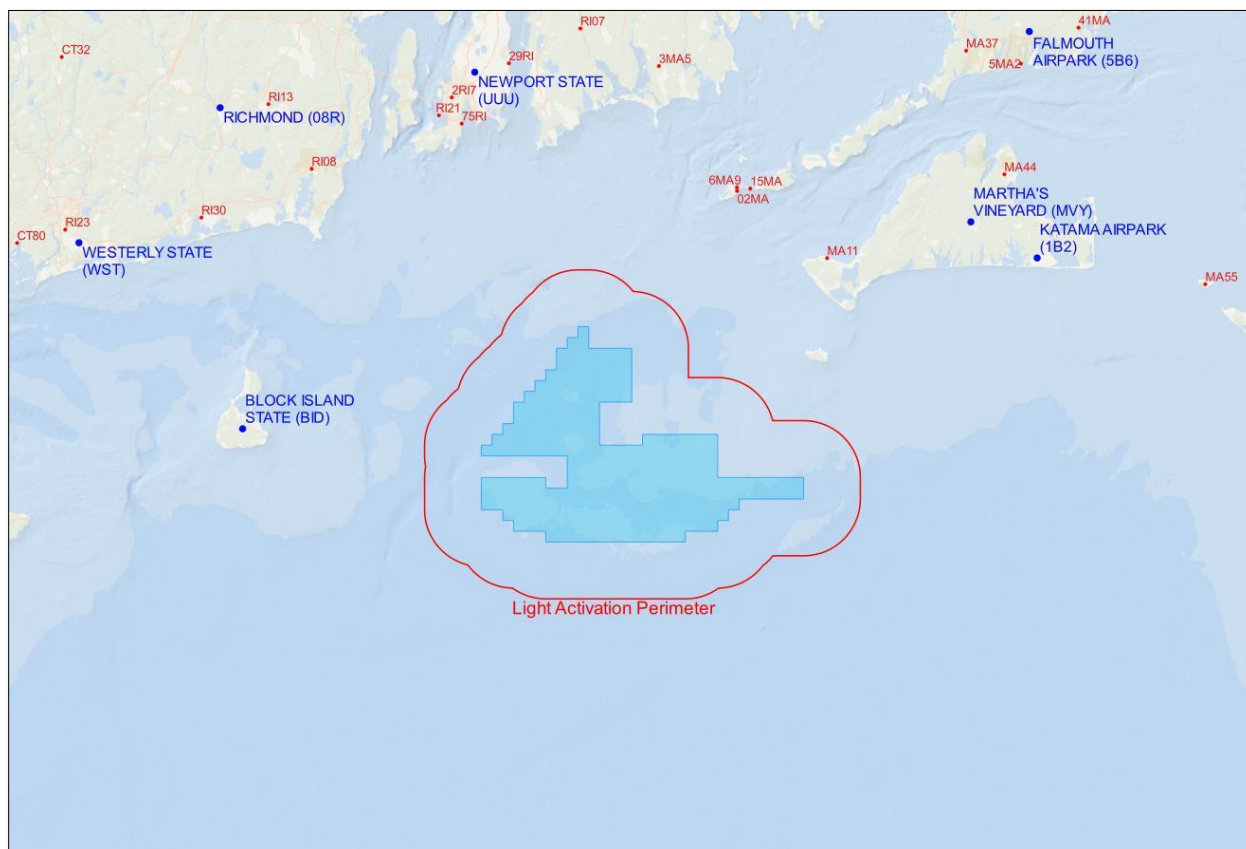 RI07
41MA
CT32
MA37
FALMOUTH
AIRPARK (5B6)
29RI
3MA5
5MA2
NEWPORT STATE
(UUU)
2RI7
RI13
RICHMOND (08R)
RI21
75RI
RI08
MA44
6MA9
15MA
02MA
MARTHA'S
VINEYARD (MVY)
RI30
RI23
KATAMA AIRPARK
(1B2)
CT80
WESTERLY STATE
(WST)
MA11
MA55
BLOCK ISLAND
STATE (BID)
Light Activation Perimeter